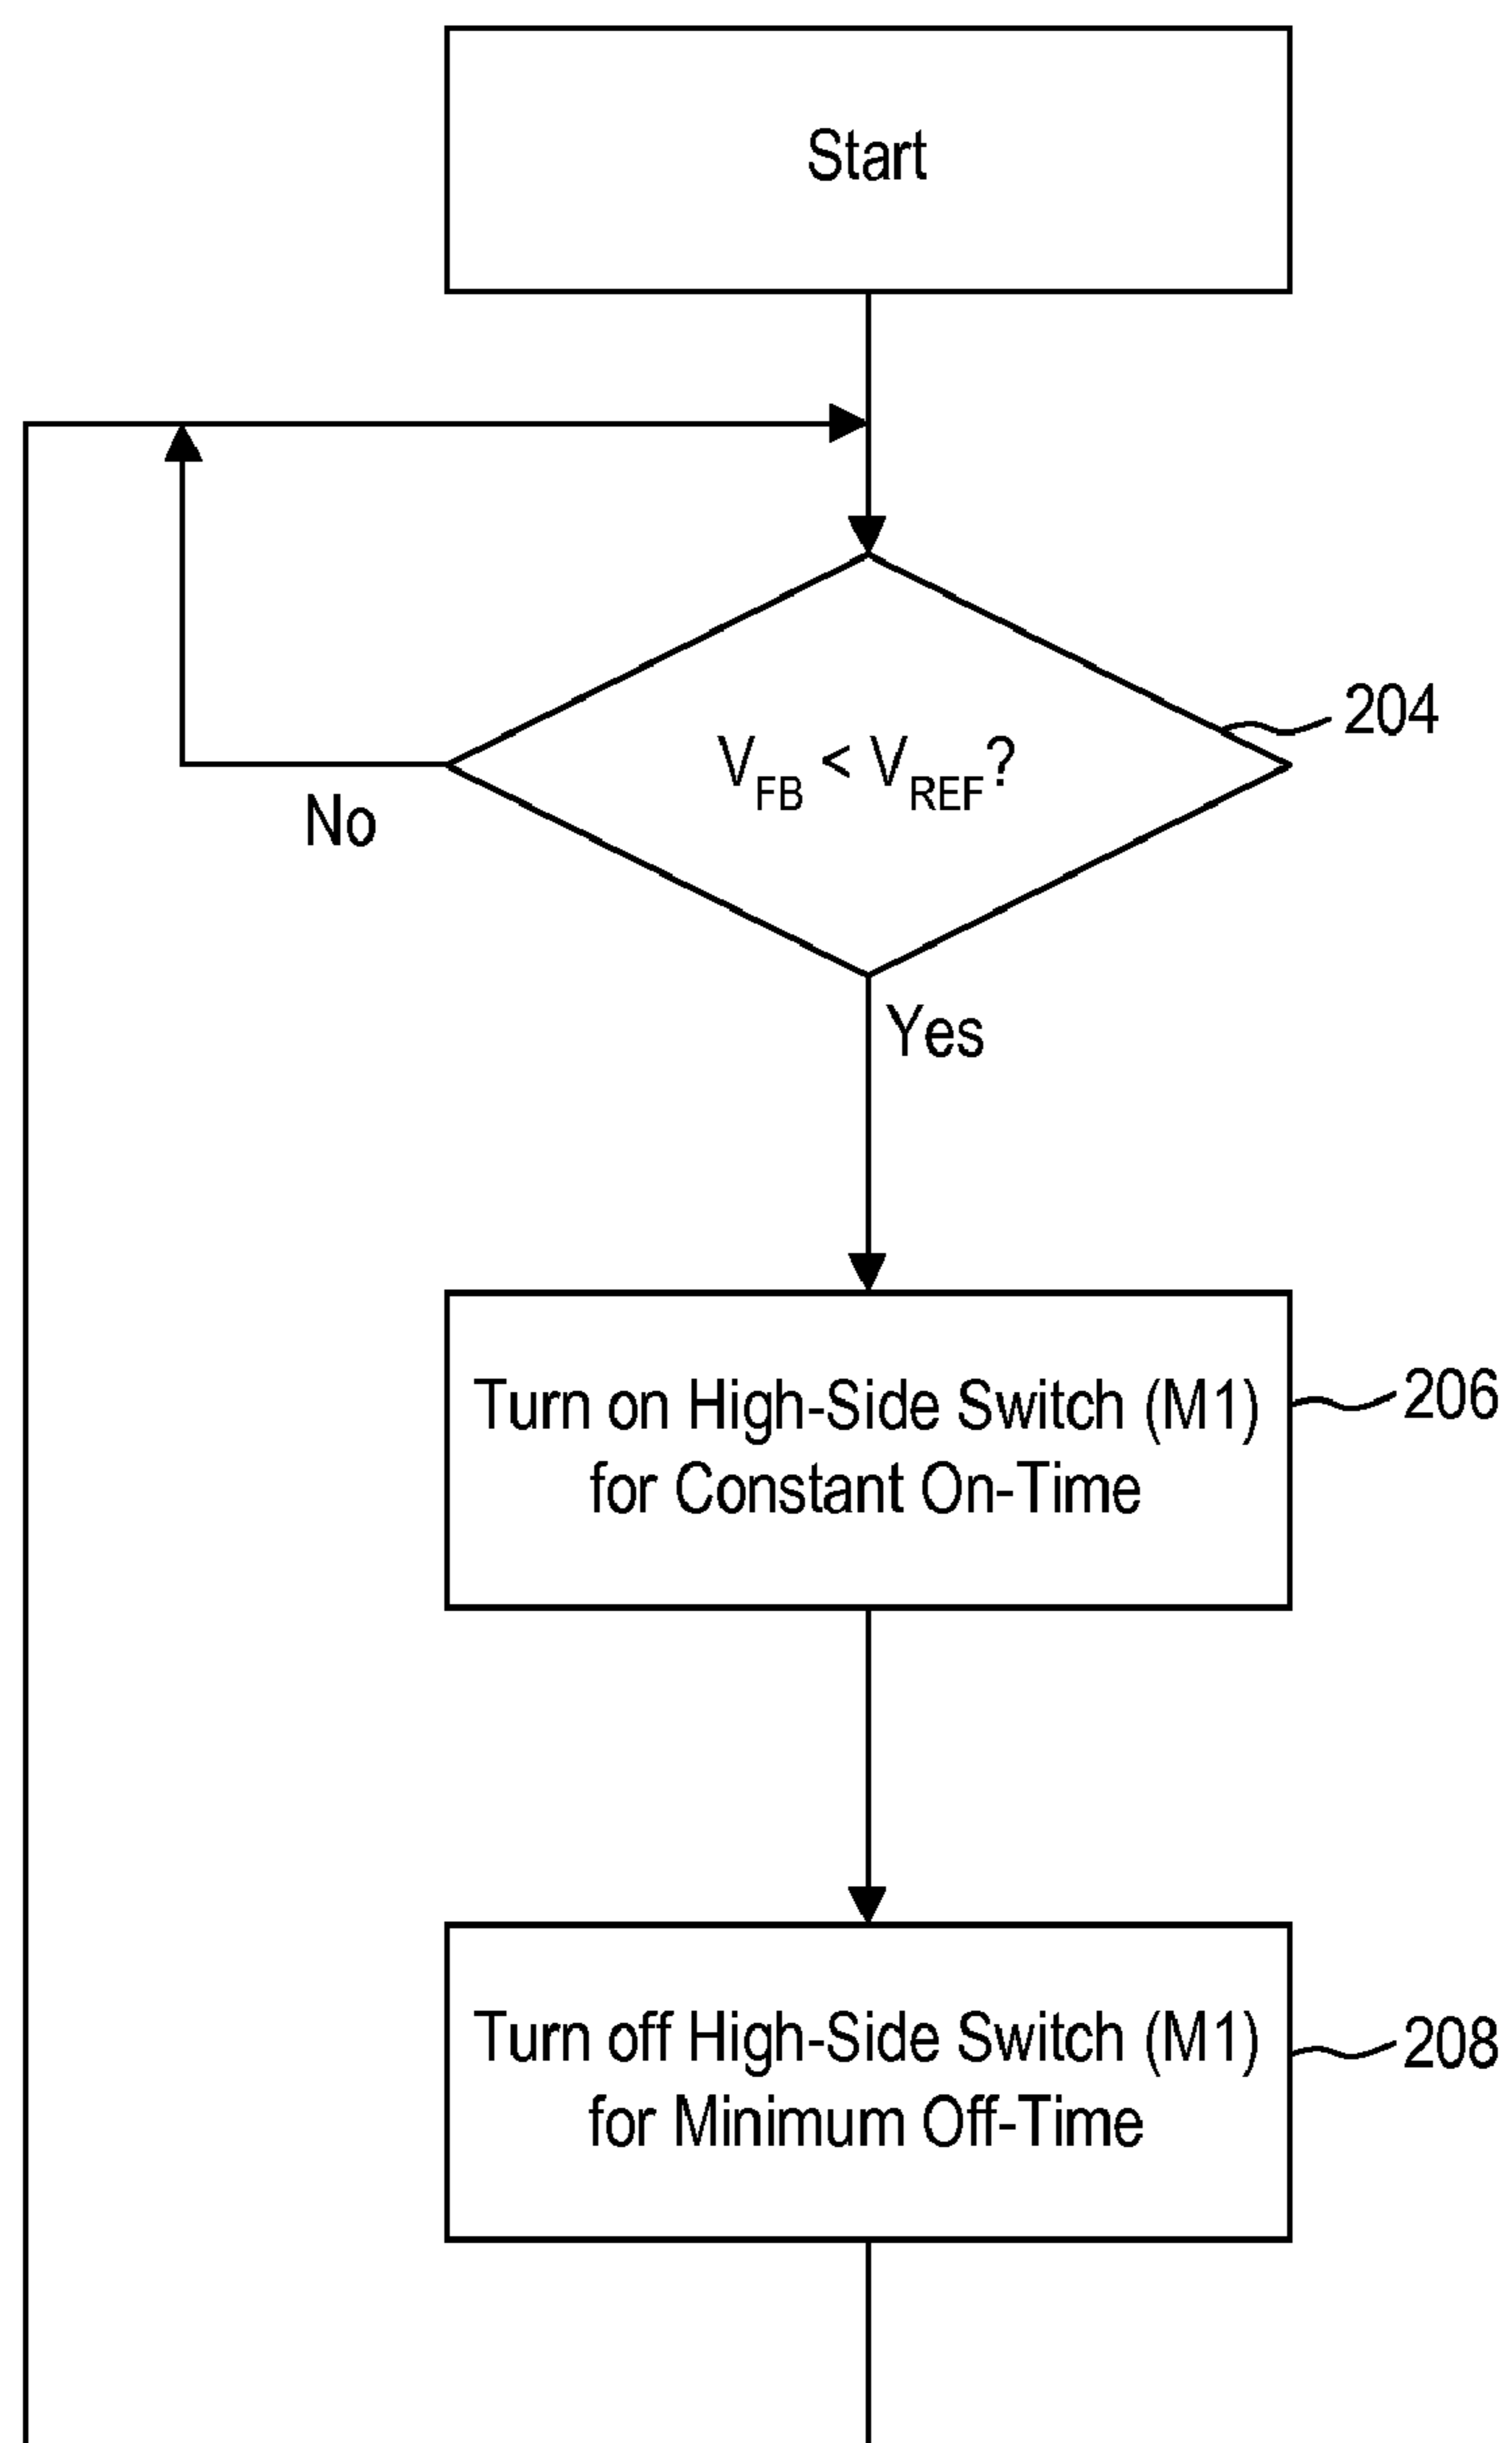 Start
204
V_FB < V_REF?
No
Yes
Turn on High-Side Switch (M1)
for Constant On-Time
206
Turn off High-Side Switch (M1)
for Minimum Off-Time
208